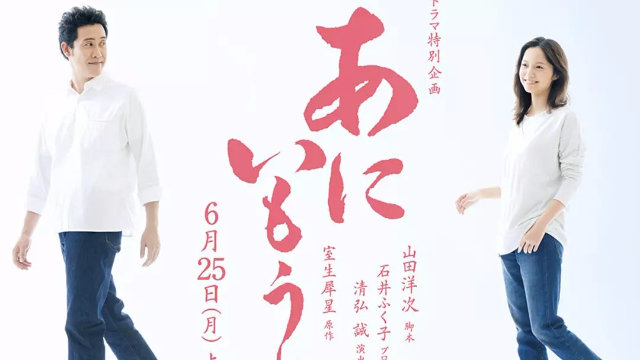 ドラマ特別企画
あに
いもう
山田洋次 脚本
石井ふく子 プロ
清弘 誠 演
室生犀星 原作
6月25日(月)